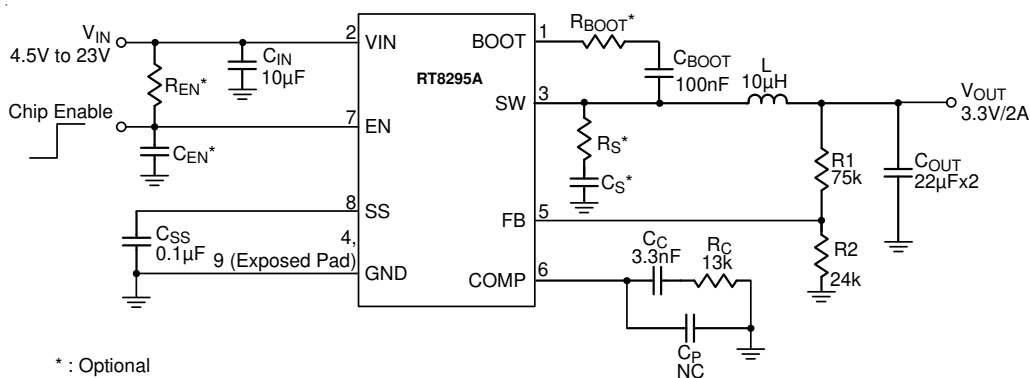 VIN
4.5V to 23V
REN*
CIN
10µF
Chip Enable
CEN*
CSS
0.1µF
2
VIN
7
EN
8
SS
4,
9 (Exposed Pad)
GND
RT8295A
BOOT
1
SW
3
FB
5
COMP
6
RBOOT*
CBOOT
100nF
L
10µH
RS*
CS*
R1
75k
R2
24k
COUT
22µFx2
VOUT
3.3V/2A
CC
3.3nF
RC
13k
CP
NC
* : Optional